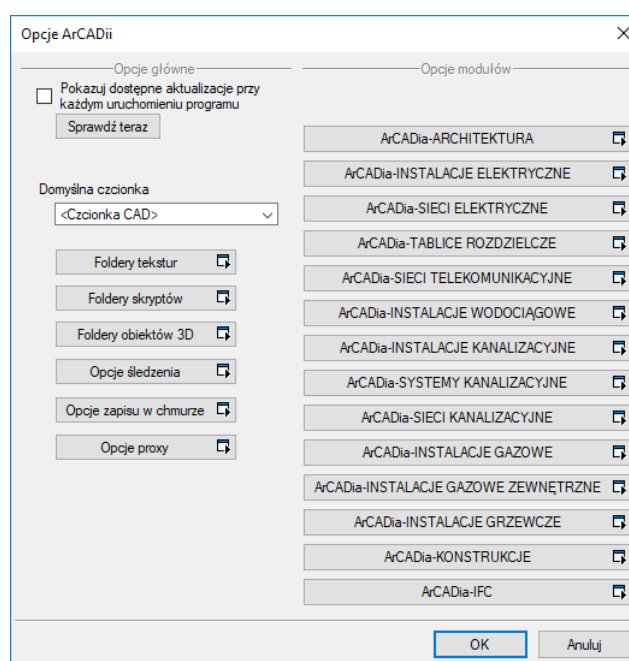 Opcje ArCADii
Opcje główne
Pokazuj dostępne aktualizacje przy
każdym uruchomieniu programu
Sprawdź teraz
Domyślna czcionka
<Czcionka CAD>
Foldery tekstur
Foldery skryptów
Foldery obiektów 3D
Opcje śledzenia
Opcje zapisu w chmurze
Opcje proxy
Opcje modułów
ArCADia-ARCHITEKTURA
ArCADia-INSTALACJE ELEKTRYCZNE
ArCADia-SIECI ELEKTRYCZNE
ArCADia-TABLICE ROZDZIELCZE
ArCADia-SIECI TELEKOMUNIKACYJNE
ArCADia-INSTALACJE WODOCIĄGOWE
ArCADia-INSTALACJE KANALIZACYJNE
ArCADia-SYSTEMY KANALIZACYJNE
ArCADia-SIECI KANALIZACYJNE
ArCADia-INSTALACJE GAZOWE
ArCADia-INSTALACJE GAZOWE ZEWNĘTRZNE
ArCADia-INSTALACJE GRZEWCZE
ArCADia-KONSTRUKCJE
ArCADia-IFC
OK
Anuluj